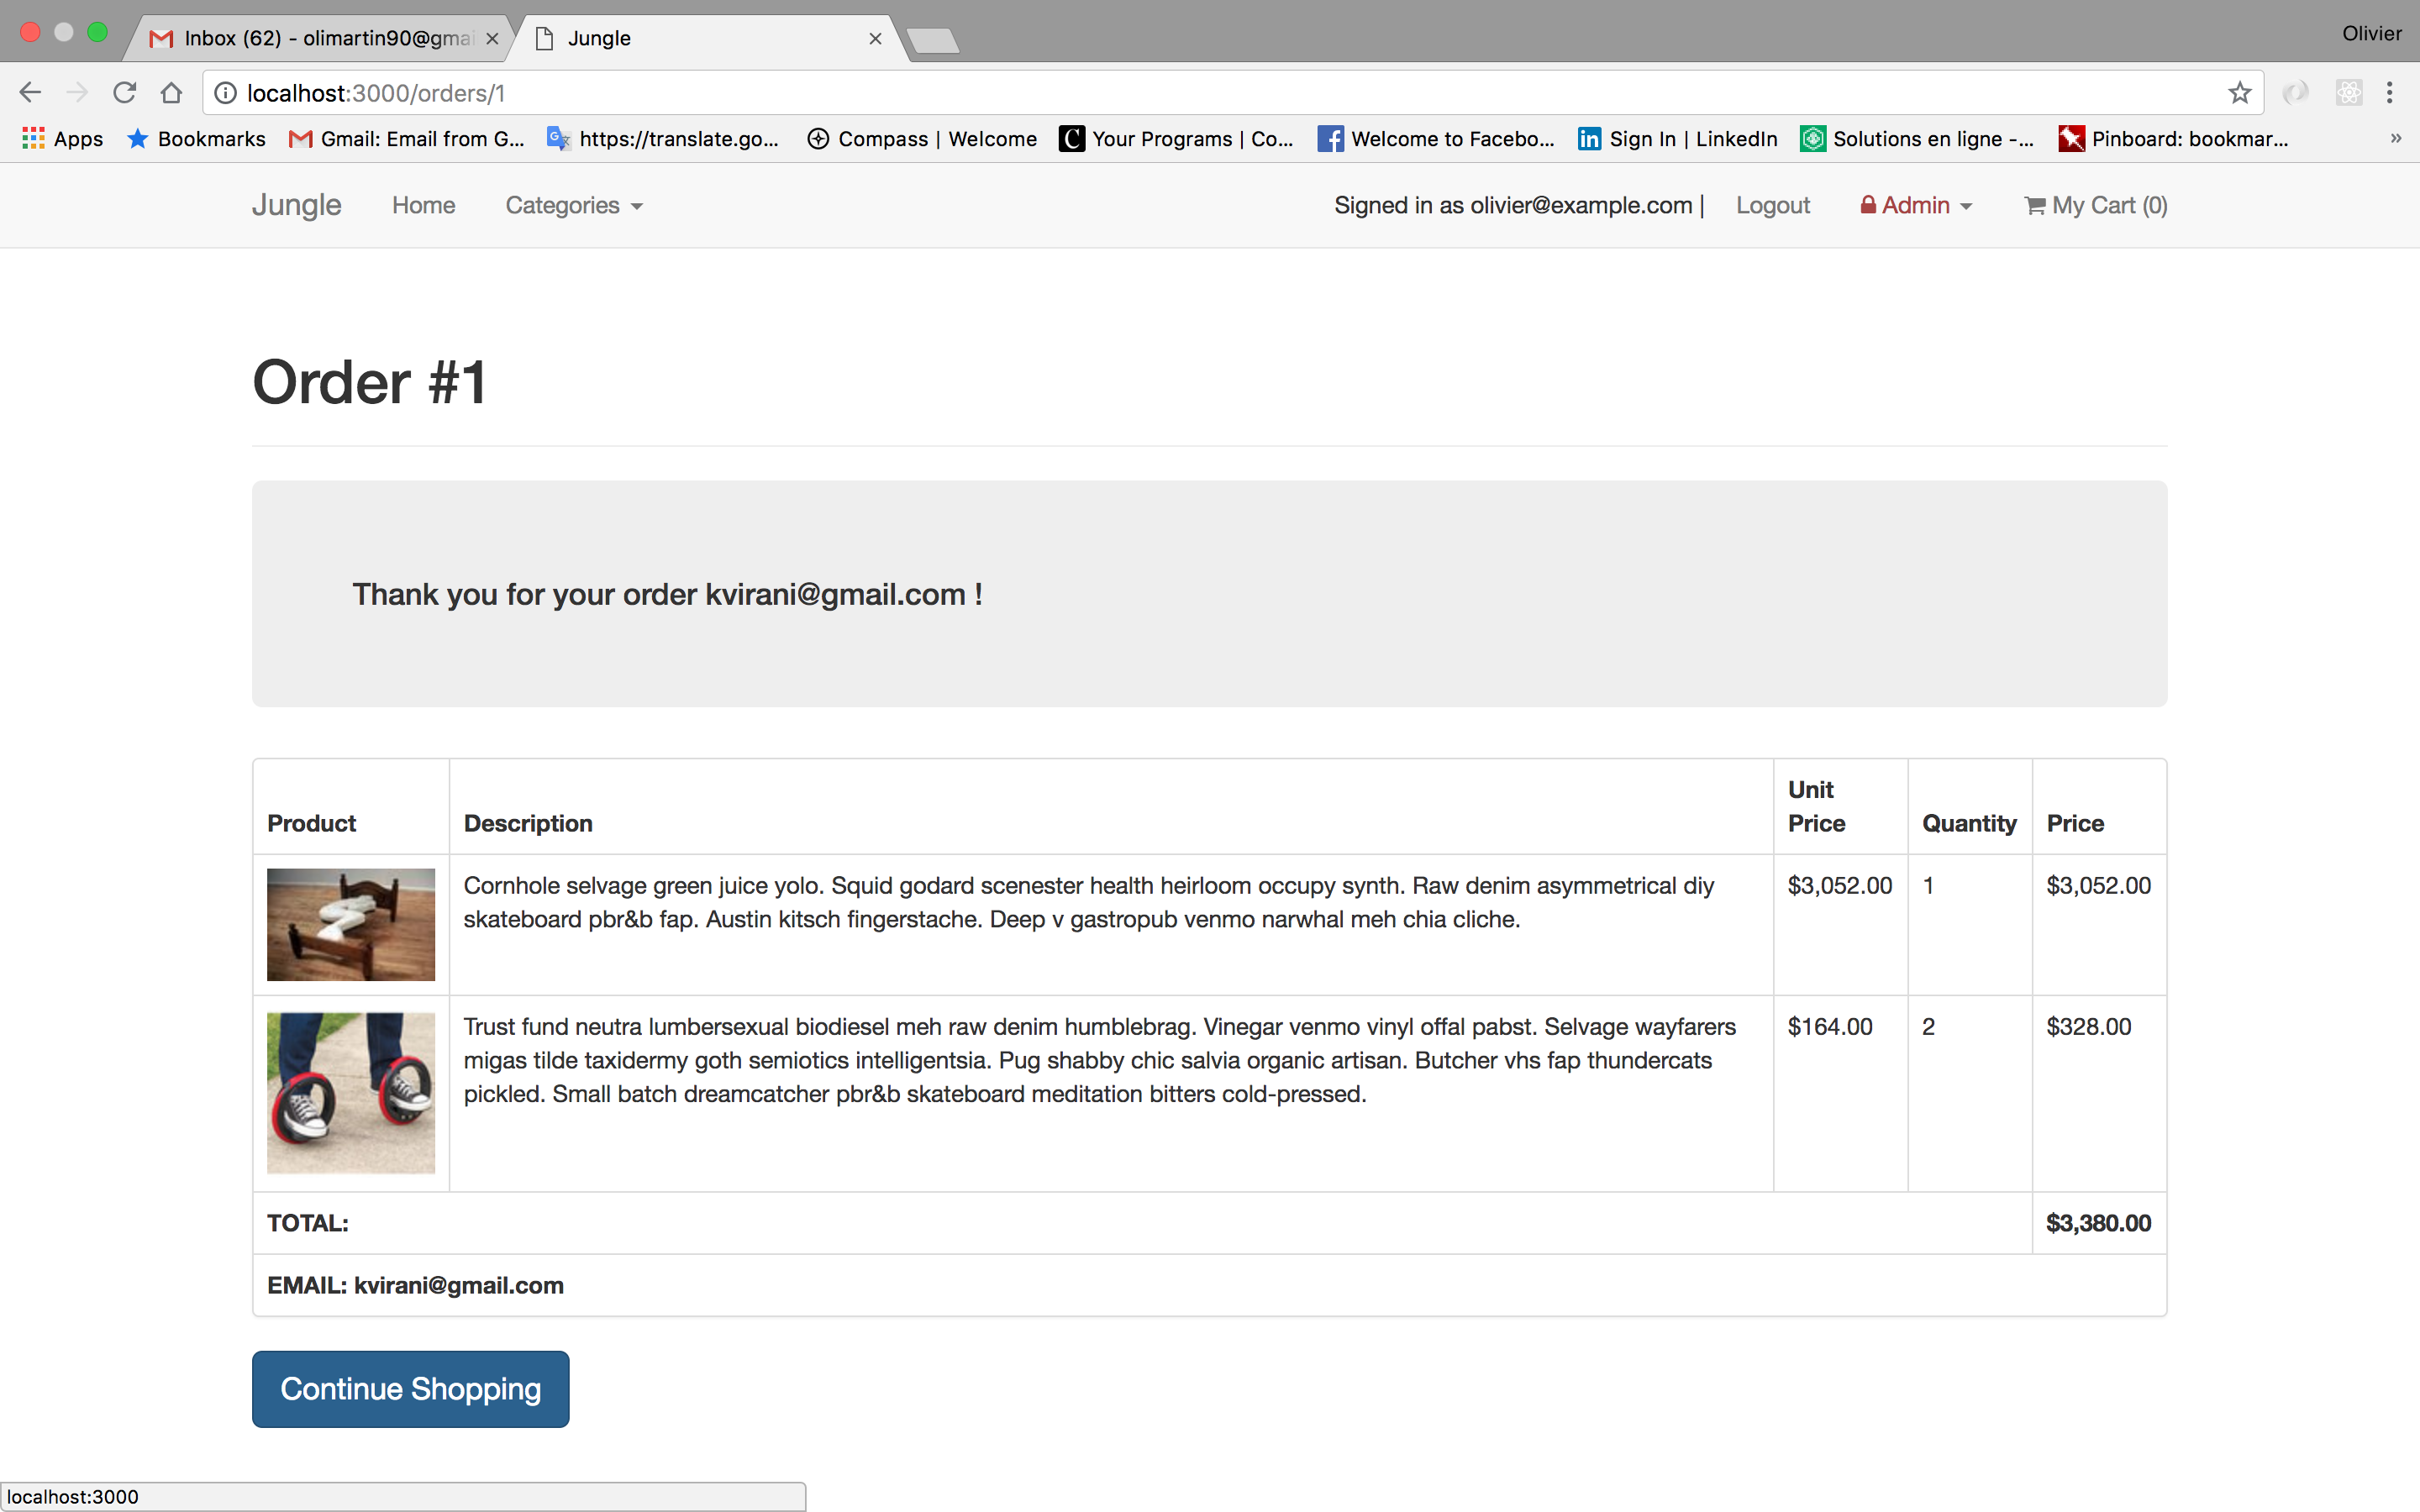 Inbox (62) - olimartin90@gmai
Jungle
Olivier
localhost:3000/orders/1
Apps
Bookmarks
Gmail: Email from G...
https://translate.go...
Compass | Welcome
Your Programs | Co...
Welcome to Facebo...
Sign In | LinkedIn
Solutions en ligne -...
Pinboard: bookmar...
»
Jungle Home Categories Signed in as olivier@example.com | Logout Admin My Cart (0)
Order #1
Thank you for your order kvirani@gmail.com !
Product Description Unit Price Quantity Price
Cornhole selvage green juice yolo. Squid godard scenester health heirloom occupy synth. Raw denim asymmetrical diy
skateboard pbr&b fap. Austin kitsch fingerstache. Deep v gastropub venmo narwhal meh chia cliche.
$3,052.00 1 $3,052.00
Trust fund neutra lumbersexual biodiesel meh raw denim humblebrag. Vinegar venmo vinyl offal pabst. Selvage wayfarers
migas tilde taxidermy goth semiotics intelligentsia. Pug shabby chic salvia organic artisan. Butcher vhs fap thundercats
pickled. Small batch dreamcatcher pbr&b skateboard meditation bitters cold-pressed.
$164.00 2 $328.00
TOTAL: $3,380.00
EMAIL: kvirani@gmail.com
Continue Shopping
localhost:3000